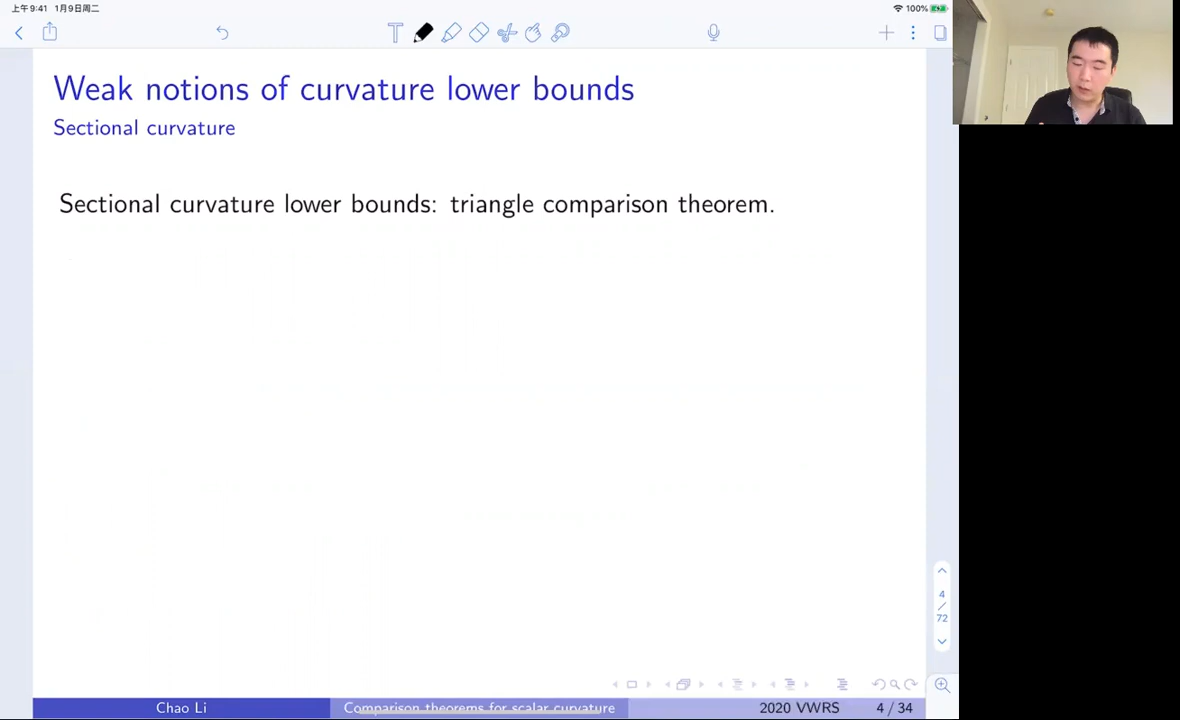 上午9:41 1月9日周二
100%
Weak notions of curvature lower bounds
Sectional curvature
Sectional curvature lower bounds: triangle comparison theorem.
4
/
72
Chao Li
Comparison theorems for scalar curvature
2020 VWRS
4 / 34